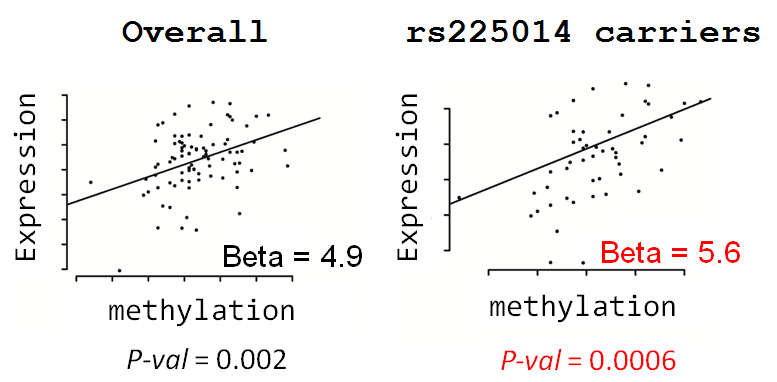 Overall
Expression
Beta = 4.9
methylation
P-val = 0.002
rs225014 carriers
Expression
Beta = 5.6
methylation
P-val = 0.0006